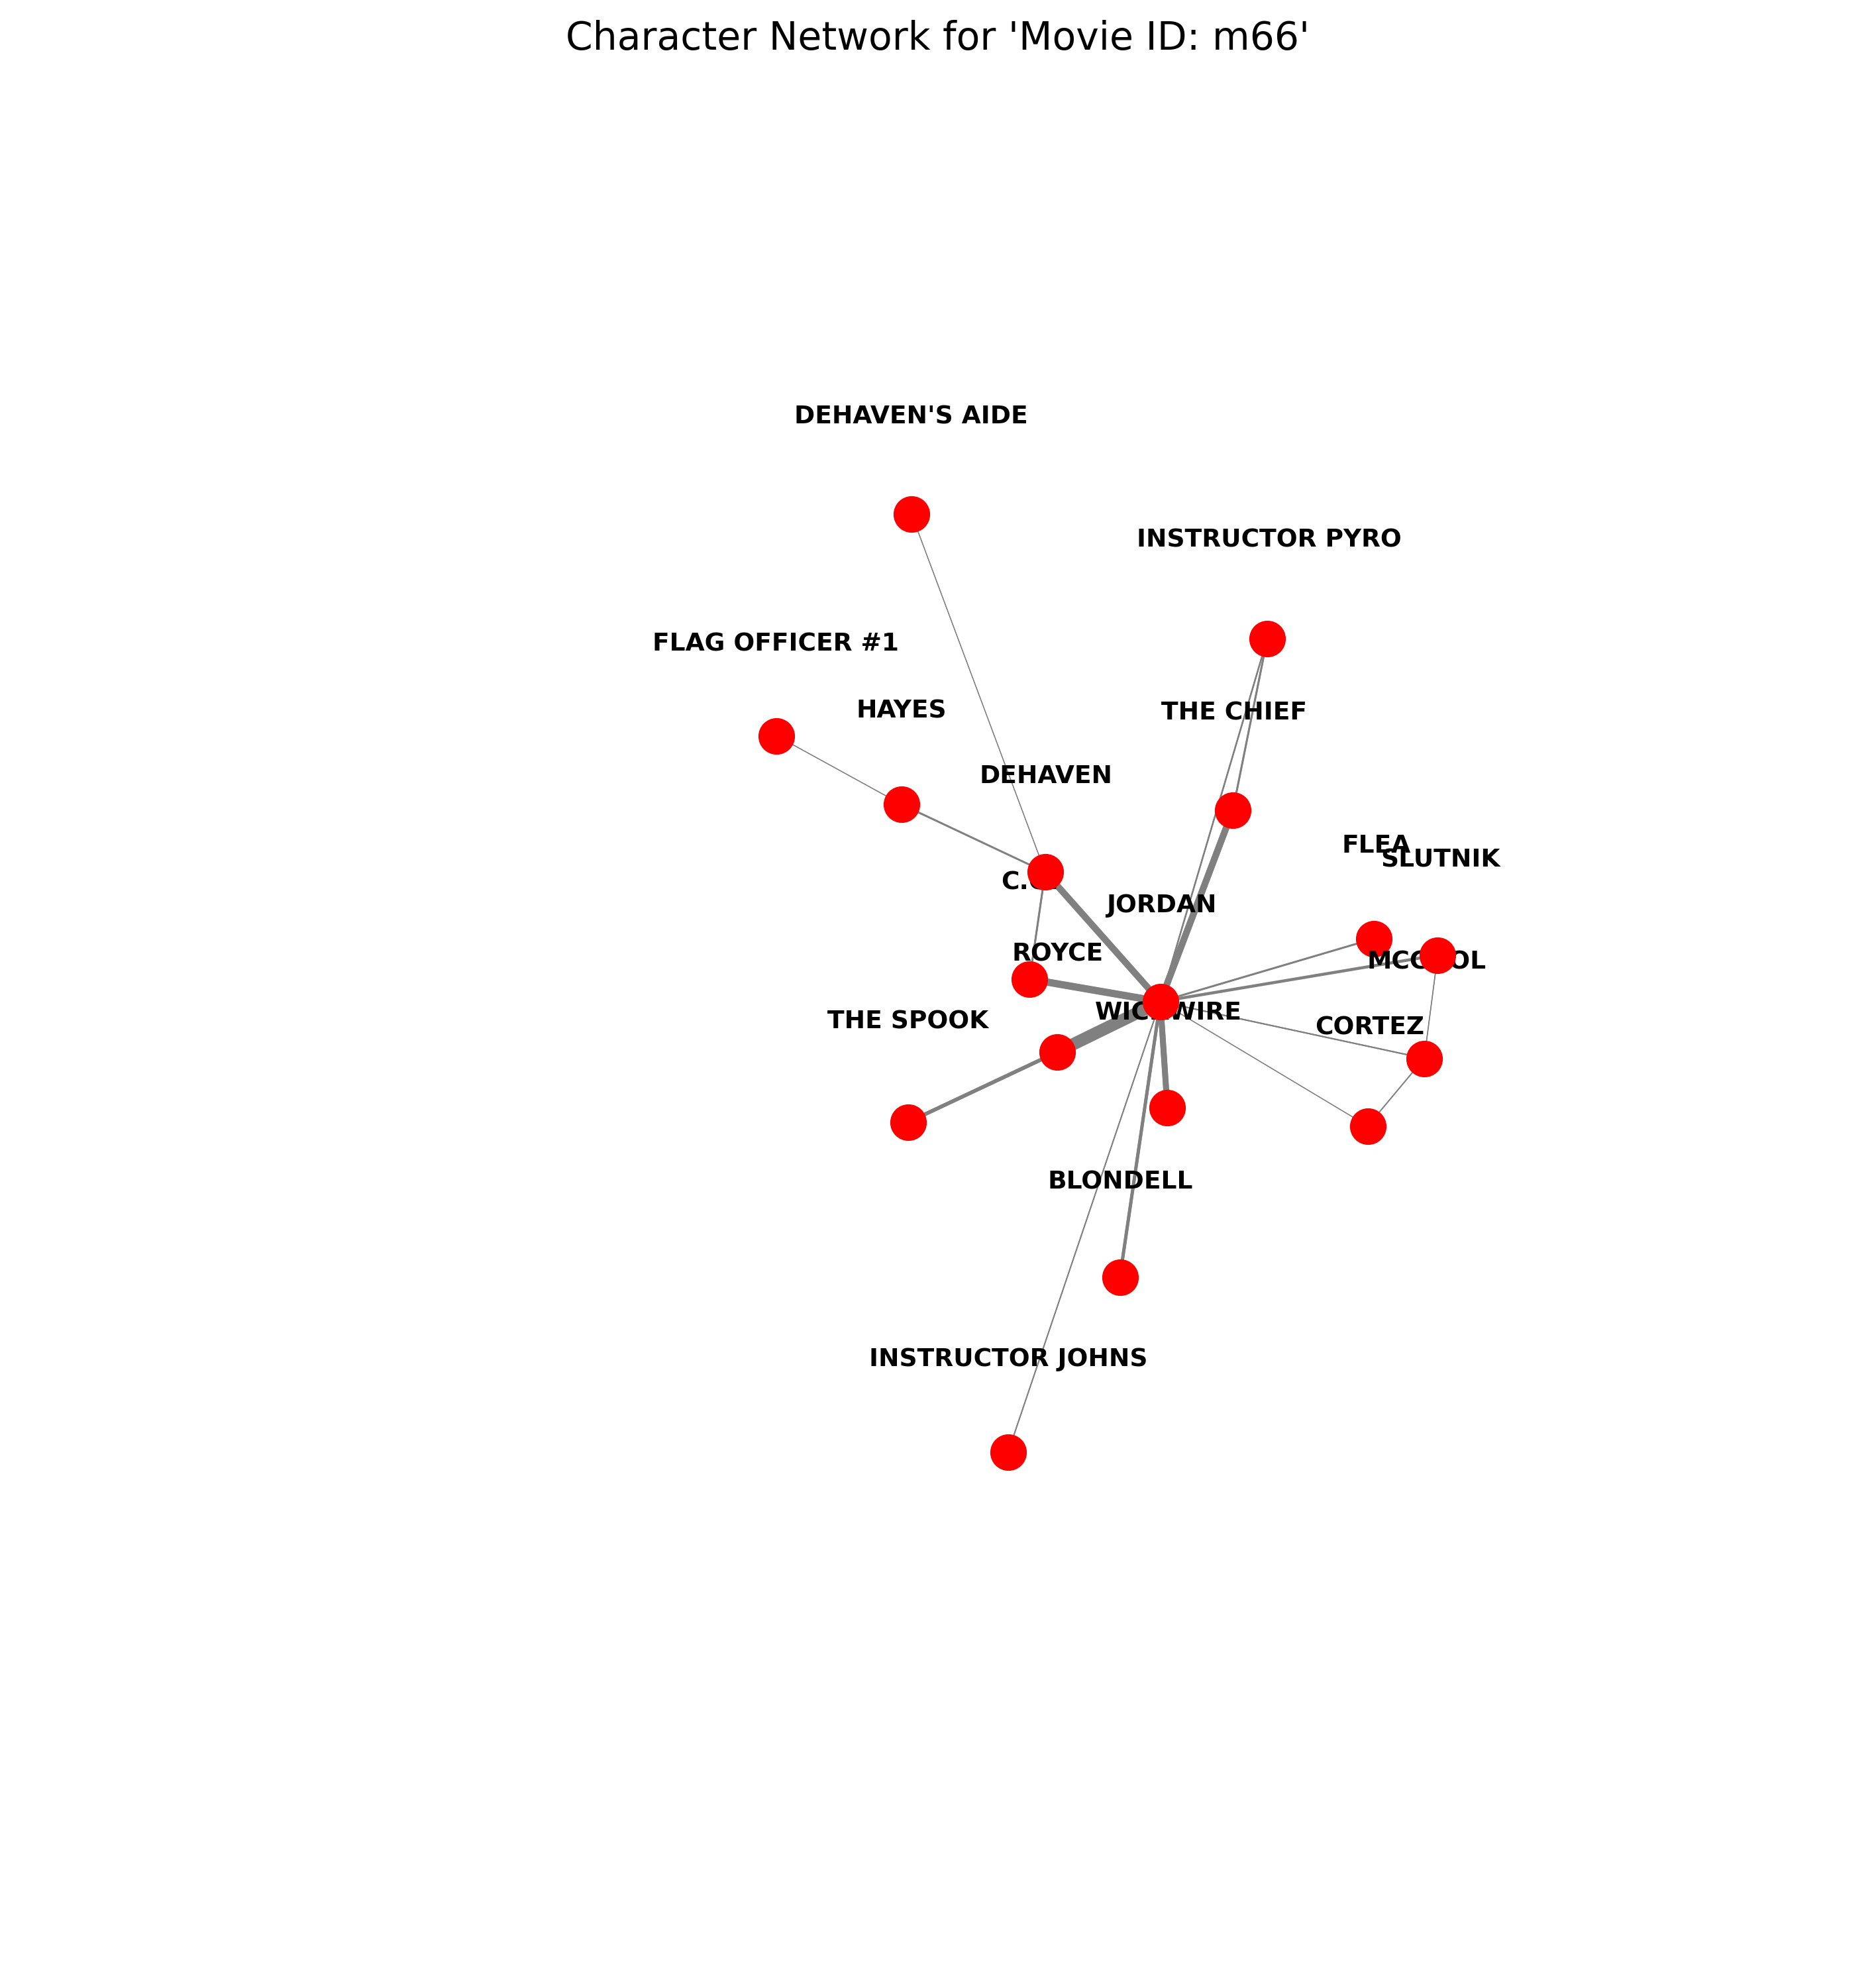 Character Network for 'Movie ID: m66'
DEHAVEN'S AIDE
INSTRUCTOR PYRO
FLAG OFFICER #1
HAYES
THE CHIEF
DEHAVEN
FLEA
SLUTNIK
JORDAN
ROYCE
THE SPOOK
CORTEZ
BLONDELL
INSTRUCTOR JOHNS